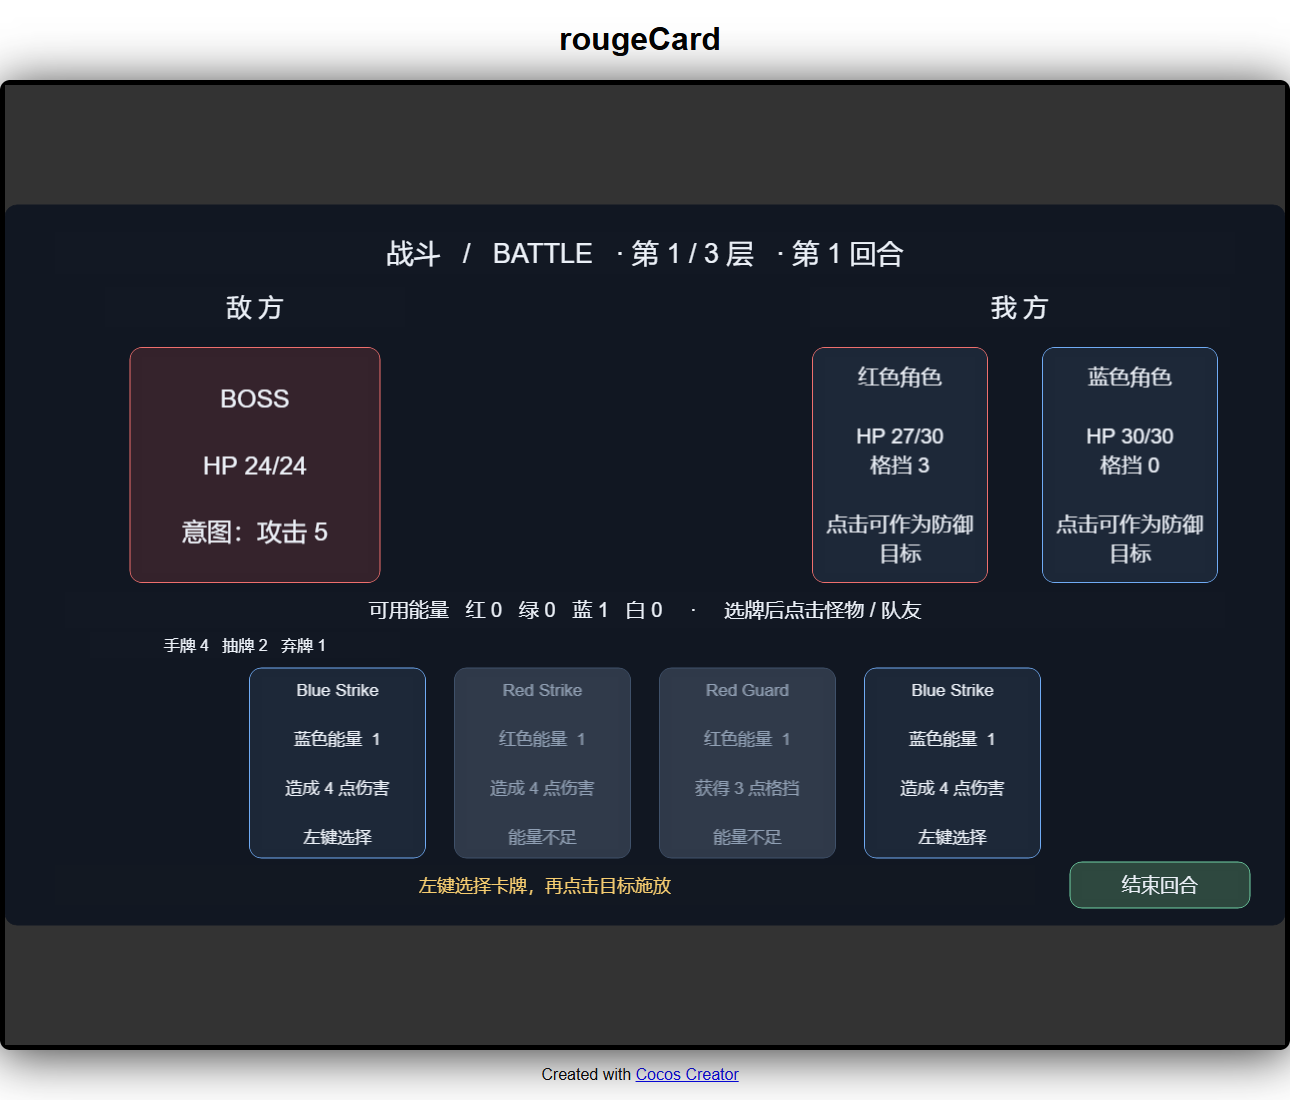 rougeCard
战斗 / BATTLE · 第 1 / 3 层 · 第 1 回合
敌 方
我 方
BOSS
HP 24/24
意图：攻击 5
红色角色
HP 27/30
格挡 3
点击可作为防御
目标
蓝色角色
HP 30/30
格挡 0
点击可作为防御
目标
可用能量 红 0 绿 0 蓝 1 白 0 · 选牌后点击怪物 / 队友
手牌 4 抽牌 2 弃牌 1
Blue Strike
蓝色能量 1
造成 4 点伤害
左键选择
Red Strike
红色能量 1
造成 4 点伤害
能量不足
Red Guard
红色能量 1
获得 3 点格挡
能量不足
Blue Strike
蓝色能量 1
造成 4 点伤害
左键选择
左键选择卡牌，再点击目标施放
结束回合
Created with Cocos Creator